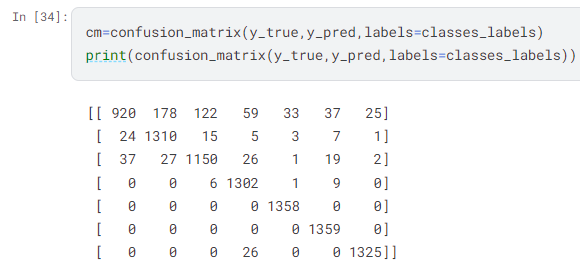 In [34]:
cm=confusion_matrix(y_true,y_pred,labels=classes_labels)
print(confusion_matrix(y_true,y_pred,labels=classes_labels))
[[ 920  178  122   59   33   37   25]
 [  24 1310   15    5    3    7    1]
 [  37   27 1150   26    1   19    2]
 [   0    0    6 1302    1    9    0]
 [   0    0    0    0 1358    0    0]
 [   0    0    0    0    0 1359    0]
 [   0    0    0   26    0    0 1325]]